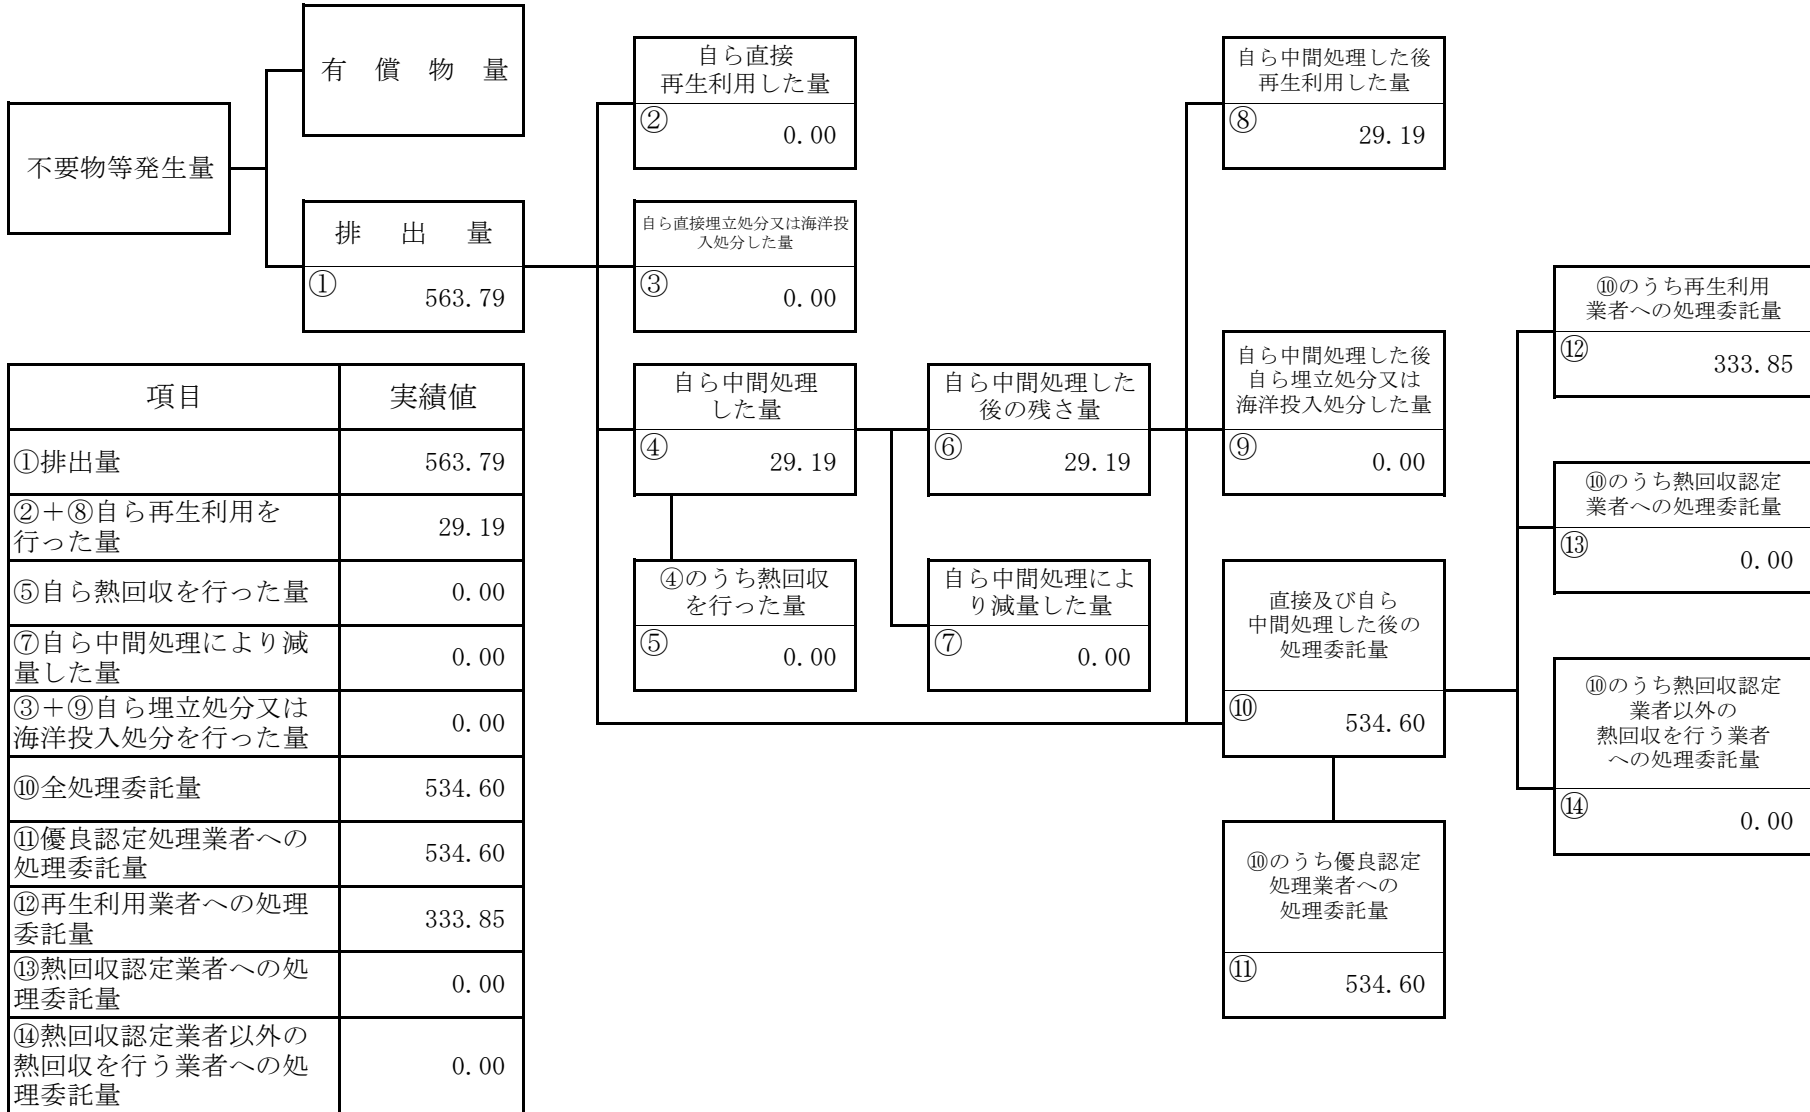 有償物量
不要物等発生量
排出量
①
563.79
自ら直接
再生利用した量
②
0.00
自ら直接埋立処分又は海洋投
入処分した量
③
0.00
自ら中間処理
した量
④
29.19
④のうち熱回収
を行った量
⑤
0.00
自ら中間処理した
後の残さ量
⑥
29.19
自ら中間処理によ
り減量した量
⑦
0.00
自ら中間処理した後
再生利用した量
⑧
29.19
自ら中間処理した後
自ら埋立処分又は
海洋投入処分した量
⑨
0.00
直接及び自ら
中間処理した後の
処理委託量
⑩
534.60
⑩のうち優良認定
処理業者への
処理委託量
⑪
534.60
⑩のうち再生利用
業者への処理委託量
⑫
333.85
⑩のうち熱回収認定
業者への処理委託量
⑬
0.00
⑩のうち熱回収認定
業者以外の
熱回収を行う業者
への処理委託量
⑭
0.00
項目 実績値
①排出量 563.79
②+⑧自ら再生利用を
行った量 29.19
⑤自ら熱回収を行った量 0.00
⑦自ら中間処理により減
量した量 0.00
③+⑨自ら埋立処分又は
海洋投入処分を行った量 0.00
⑩全処理委託量 534.60
⑪優良認定処理業者への
処理委託量 534.60
⑫再生利用業者への処理
委託量 333.85
⑬熱回収認定業者への処
理委託量 0.00
⑭熱回収認定業者以外の
熱回収を行う業者への処
理委託量 0.00